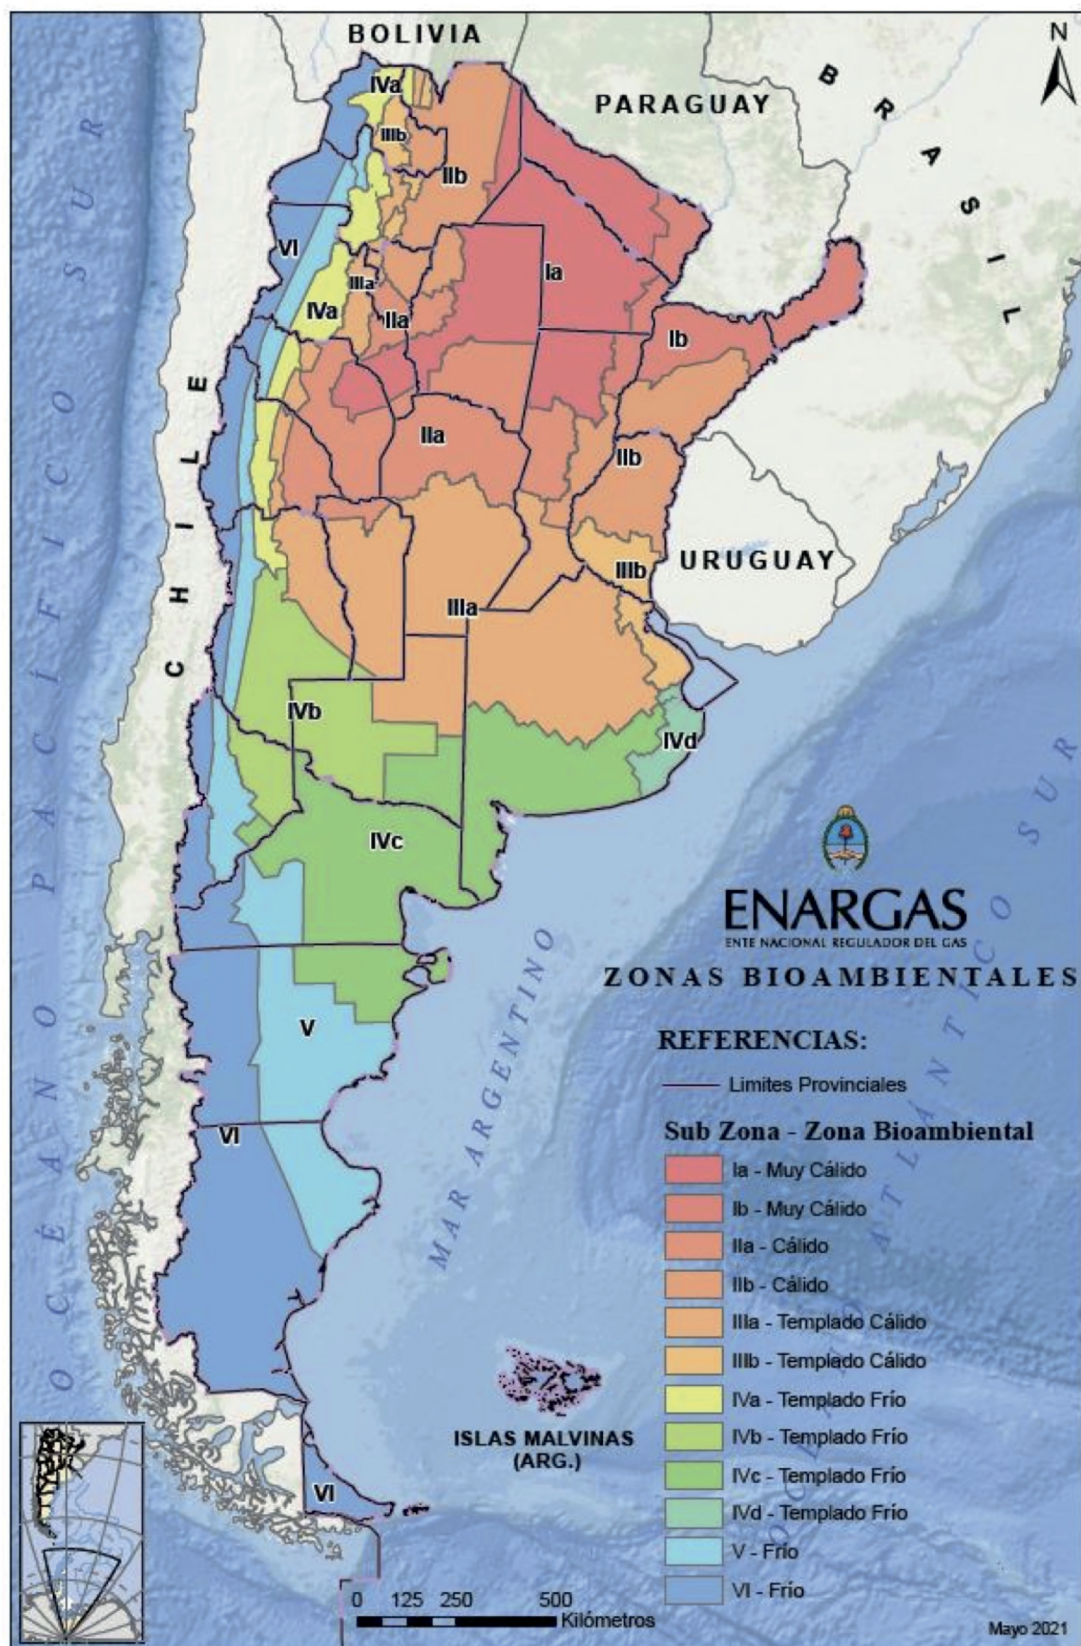 BOLIVIA
N
PARAGUAY
BRASIL
IVa
IIIb
IIb
VI
Ia
IIIa
IVa
IIa
Ib
IIa
IIb
CHILE
IIIb
URUGUAY
IIIa
IVb
IVd
IVc
V
VI
VI
OCÉANO PACÍFICO SUR
MAR ARGENTINO
OCÉANO ATLÁNTICO SUR
ENARGAS
ENTE NACIONAL REGULADOR DEL GAS
ZONAS BIOAMBIENTALES
REFERENCIAS:
Limites Provinciales
Sub Zona - Zona Bioambiental
Ia - Muy Cálido
Ib - Muy Cálido
IIa - Cálido
IIb - Cálido
IIIa - Templado Cálido
IIIb - Templado Cálido
IVa - Templado Frío
IVb - Templado Frío
IVc - Templado Frío
IVd - Templado Frío
V - Frío
VI - Frío
ISLAS MALVINAS
(ARG.)
0 125 250 500
Kilómetros
Mayo 2021